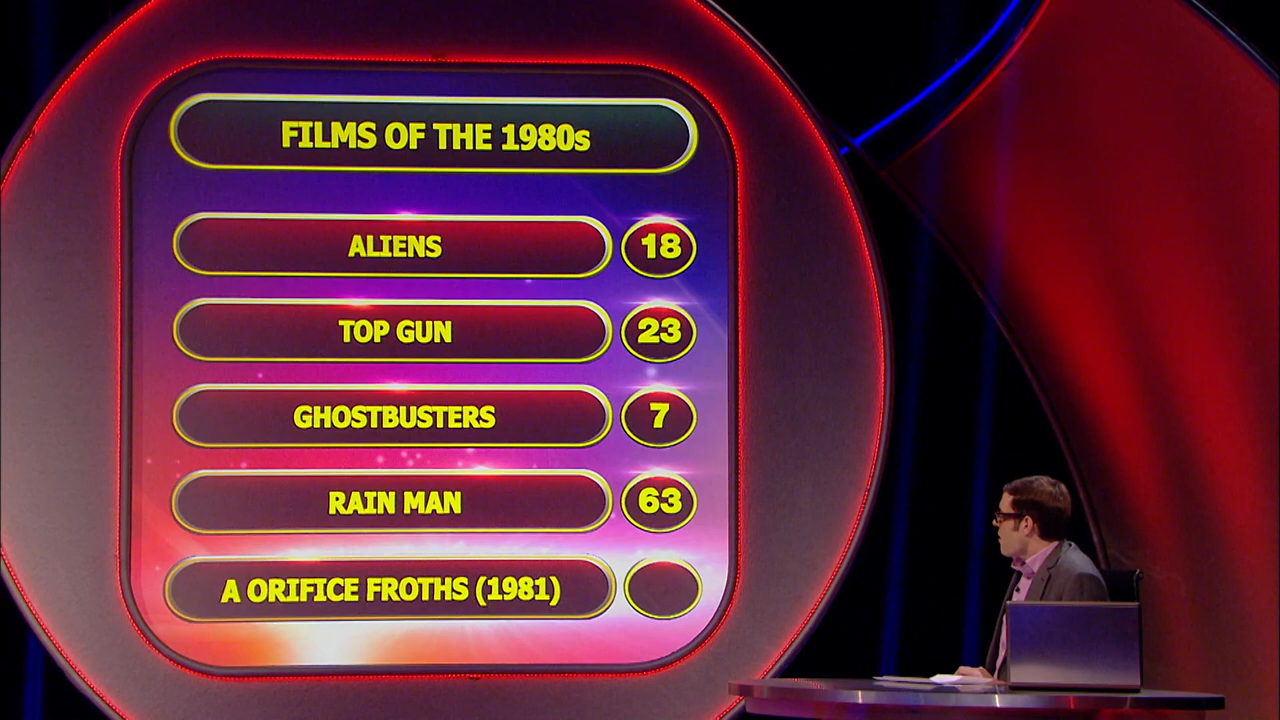 FILMS OF THE 1980s
ALIENS 18
TOP GUN 23
GHOSTBUSTERS 7
RAIN MAN 63
A ORIFICE FROTHS (1981)